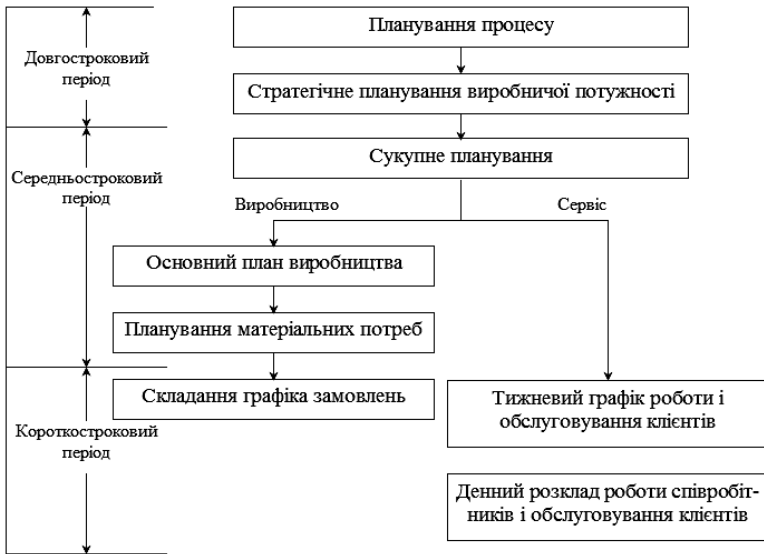 Планування процесу
Довгостроковий
період
Стратегічне планування виробничої потужності
Сукупне планування
Середньостроковий
період
Виробництво
Сервіс
Основний план виробництва
Планування матеріальних потреб
Складання графіка замовлень
Тижневий графік роботи і
обслуговування клієнтів
Короткостроковий
період
Денний розклад роботи співробіт-
ників і обслуговування клієнтів